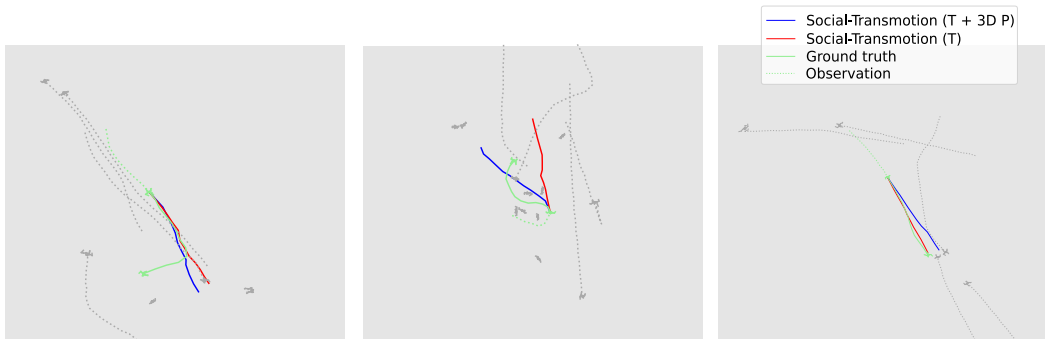 Social-Transmotion (T + 3D P)
Social-Transmotion (T)
Ground truth
Observation